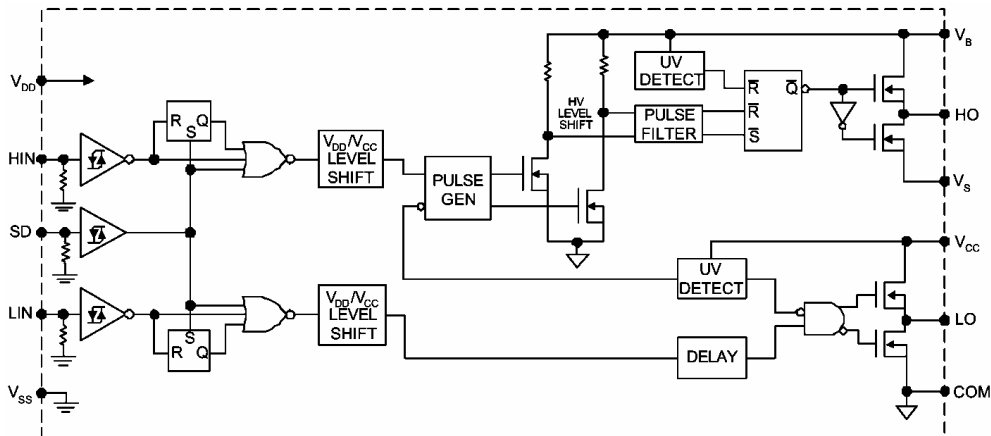 V_B
UV
DETECT
V_DD
R̅
Q̅
HV
LEVEL
SHIFT
R
Q
S
PULSE
FILTER
R̅
S̅
HO
V_DD/V_CC
LEVEL
SHIFT
HIN
PULSE
GEN
V_S
SD
V_CC
UV
DETECT
V_DD/V_CC
LEVEL
SHIFT
LIN
LO
S
R
Q
DELAY
V_SS
COM